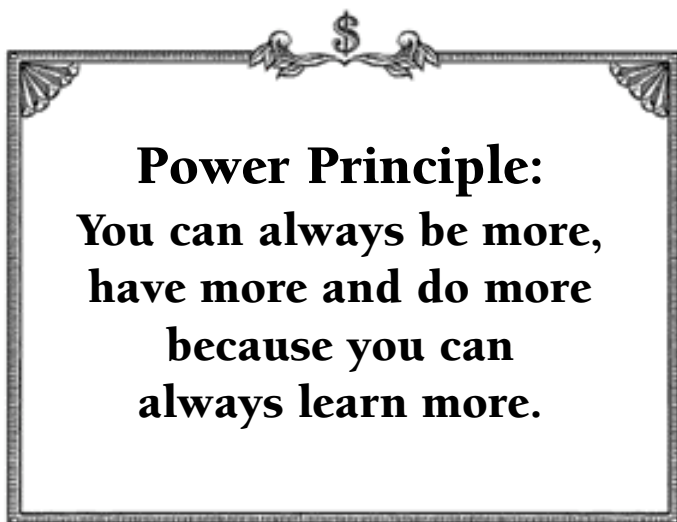 $
Power Principle:
You can always be more,
have more and do more
because you can
always learn more.